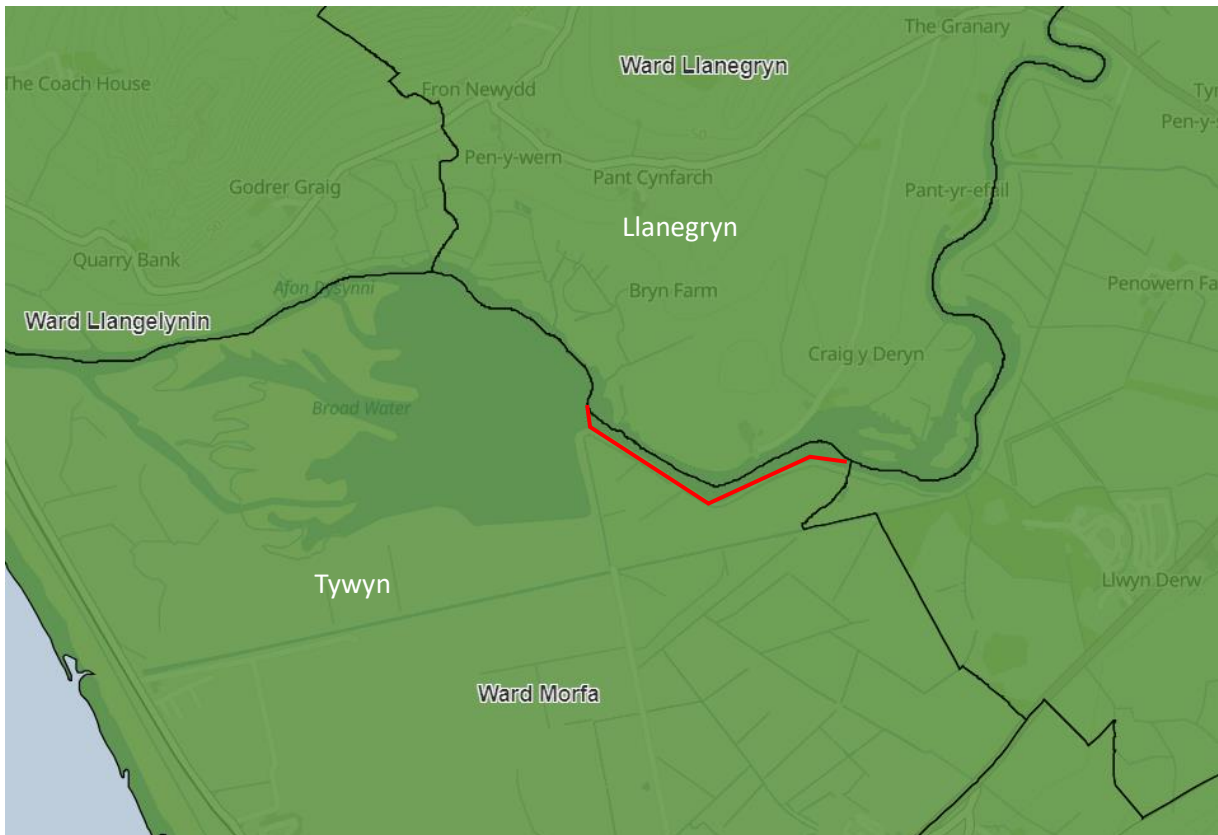 The Granary
Ward Llanegryn
The Coach House
Fron Newydd
Pen-y-wern
Pant Cynfarch
Godrer Graig
Pant-yr-efail
Llanegryn
Quarry Bank
Afon Dysynni
Bryn Farm
Penowern Fa
Ward Llangelynin
Craig y Deryn
Broad Water
Llwyn Derw
Tywyn
Ward Morfa